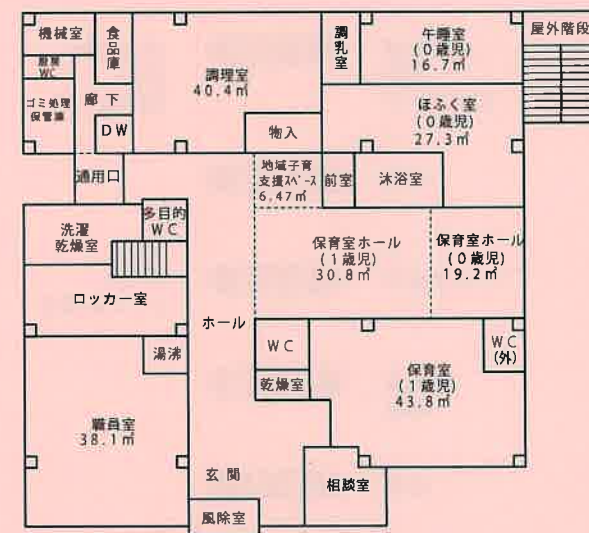 機械室
食品庫
調理室
40.4㎡
調乳室
午睡室
(0歳児)
16.7㎡
屋外階段
厨房
WC
ゴミ処理
保管庫
廊下
DW
物入
ほふく室
(0歳児)
27.3㎡
通用口
地域子育
支援スペース
6.47㎡
前室
沐浴室
洗濯
乾燥室
多目的
WC
保育室ホール
(1歳児)
30.8㎡
保育室ホール
(0歳児)
19.2㎡
ロッカー室
ホール
湯沸
WC
乾燥室
保育室
(1歳児)
43.8㎡
WC
(外)
職員室
38.1㎡
玄関
相談室
風除室